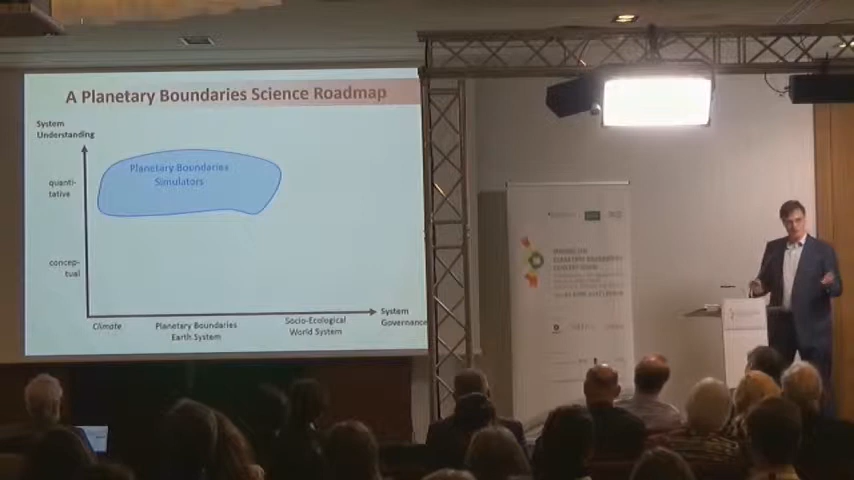 A Planetary Boundaries Science Roadmap
System
Understanding
Planetary Boundaries
Simulators
quanti-
tative
concep-
tual
Climate
Planetary Boundaries
Earth System
Socio-Ecological
World System
System
Governance